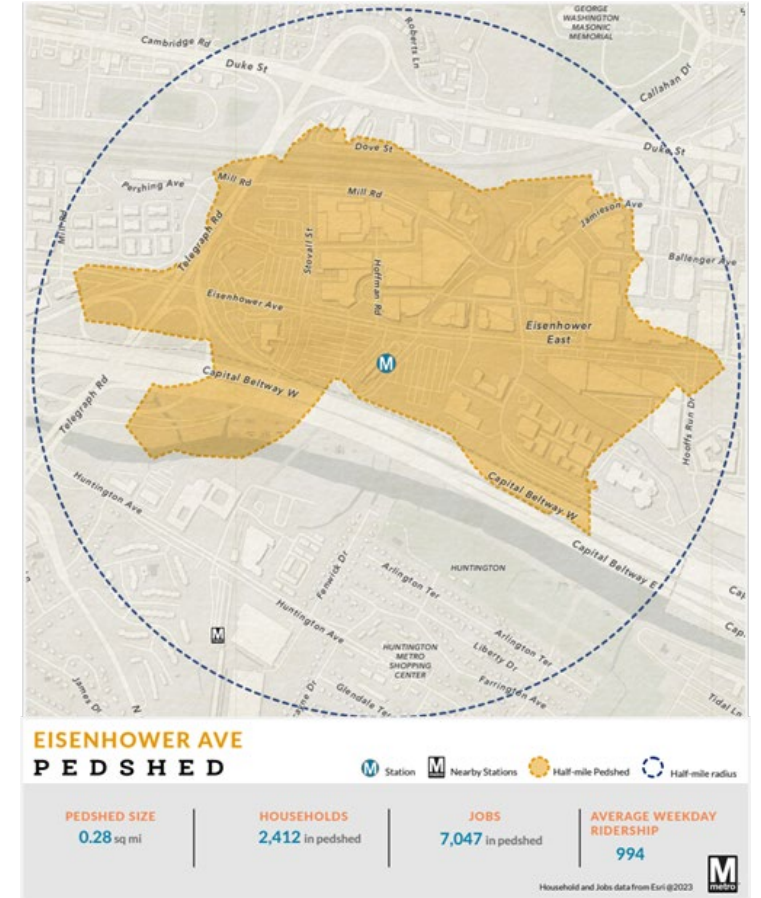 GEORGE
WASHINGTON
MASONIC
MEMORIAL
Cambridge Rd
Roberts Ln
Duke St
Callahan Dr
Duke St
Dove St
Pershing Ave
Mill Rd
Mill Rd
Jamieson Ave
Mill Rd
Telegraph Rd
Stovall St
Hoffman Rd
Ballenger Ave
Eisenhower Ave
Eisenhower
East
M
Capital Beltway W
Telegraph Rd
Hooffs Run Dr
Huntington Ave
Capital Beltway W
Capital Beltway E
Fenwick Dr
Arlington Ter
HUNTINGTON
Huntington Ave
Arlington Ter
M
HUNTINGTON
METRO
SHOPPING
CENTER
Liberty Dr
Farrington Ave
James Dr
Glendale Ter
Tidal Ln
EISENHOWER AVE
PEDSHED
M Station M Nearby Stations Half-mile Pedshed Half-mile radius
PEDSHED SIZE
0.28 sq mi
HOUSEHOLDS
2,412 in pedshed
JOBS
7,047 in pedshed
AVERAGE WEEKDAY
RIDERSHIP
994
M
metro
Household and Jobs data from Esri @2023